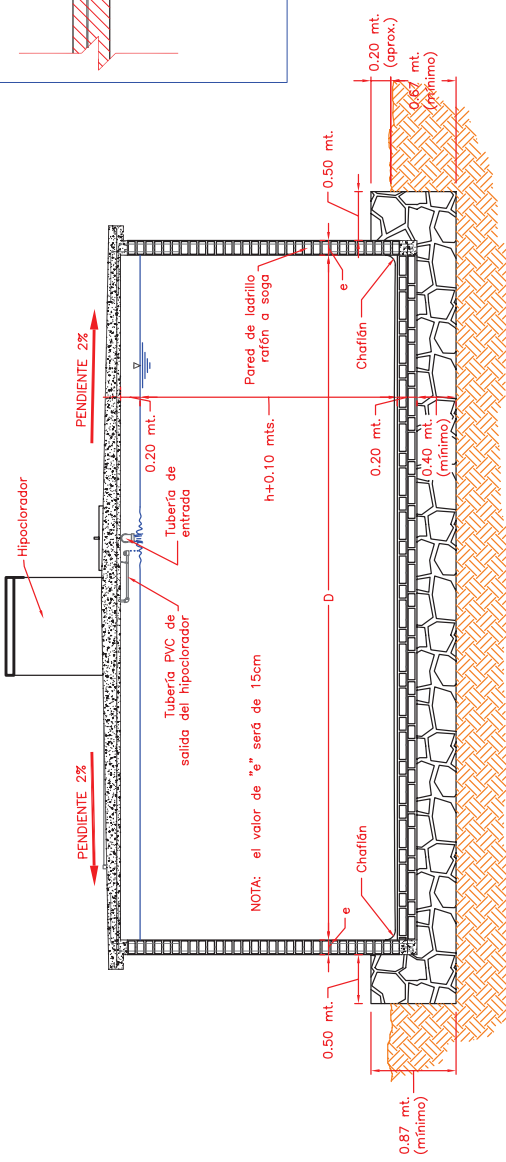 Hipoclorador
PENDIENTE 2%
PENDIENTE 2%
Tubería PVC de
salida del hipoclorador
Tubería de
entrada
0.20 mt.
h+0.10 mts.
Pared de ladrillo
rafón a soga
NOTA: el valor de "e" será de 15cm
D
e
e
Chaflán
Chaflán
0.50 mt.
0.50 mt.
0.20 mt.
0.40 mt.
(mínimo)
0.87 mt.
(mínimo)
0.20 mt.
(aprox.)
0.67 mt.
(mínimo)